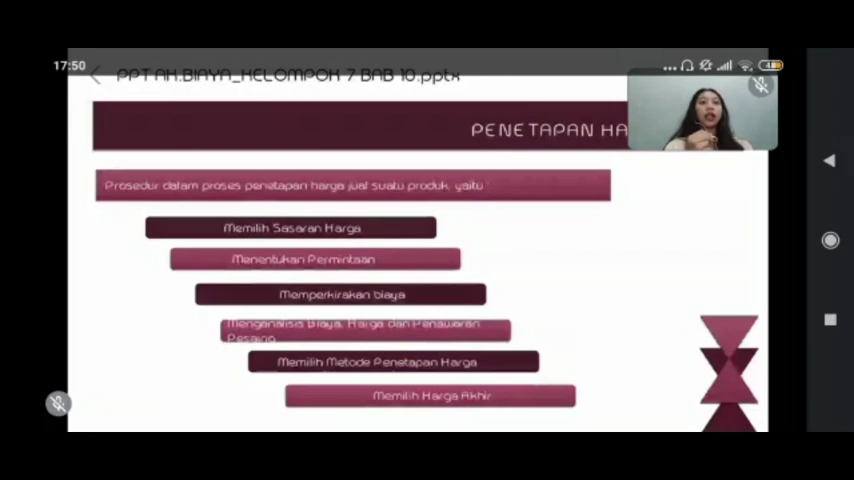 17:50
PPT AK.BIAYA_KELOMPOK 7 BAB 10.pptx
PENETAPAN HA
Prosedur dalam proses penetapan harga jual suatu produk, yaitu :
Memilih Sasaran Harga
Menentukan Permintaan
Memperkirakan biaya
Menganalisis Biaya, Harga dan Penawaran
Pesaing
Memilih Metode Penetapan Harga
Memilih Harga Akhir